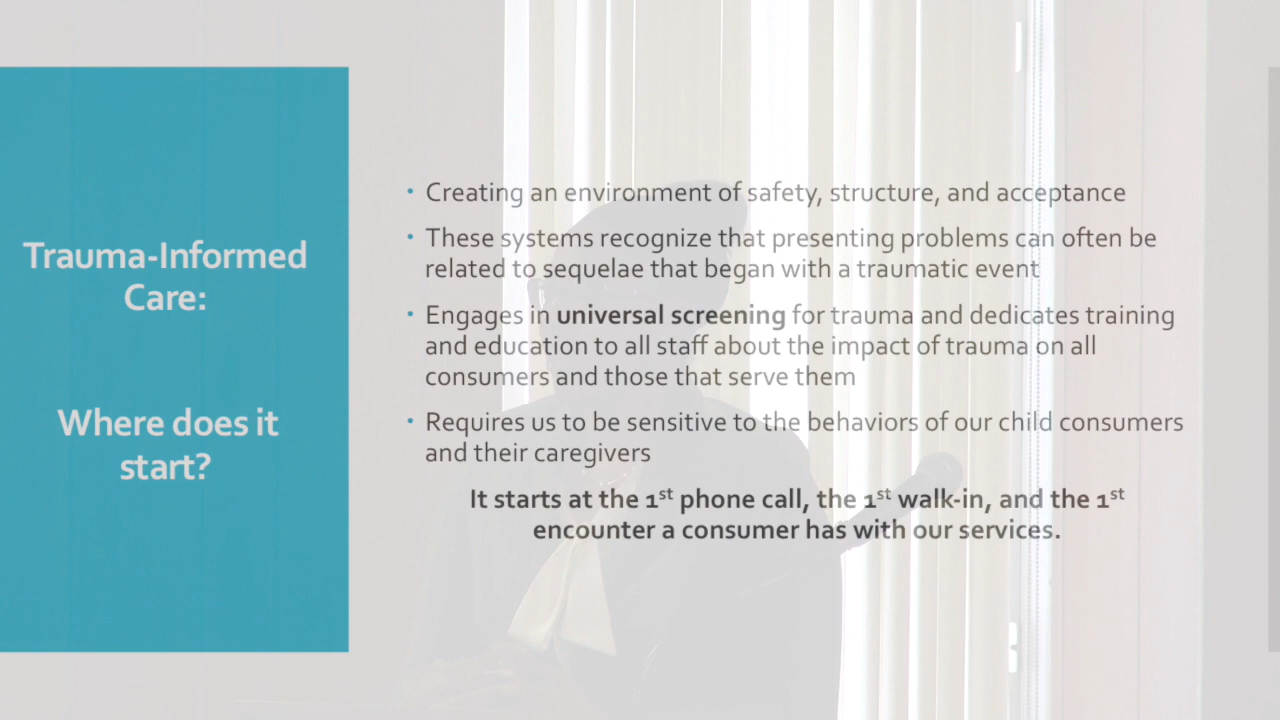 Trauma-Informed
Care:
Where does it
start?
• Creating an environment of safety, structure, and acceptance
• These systems recognize that presenting problems can often be
related to sequelae that began with a traumatic event
• Engages in universal screening for trauma and dedicates training
and education to all staff about the impact of trauma on all
consumers and those that serve them
• Requires us to be sensitive to the behaviors of our child consumers
and their caregivers
It starts at the 1st phone call, the 1st walk-in, and the 1st
encounter a consumer has with our services.